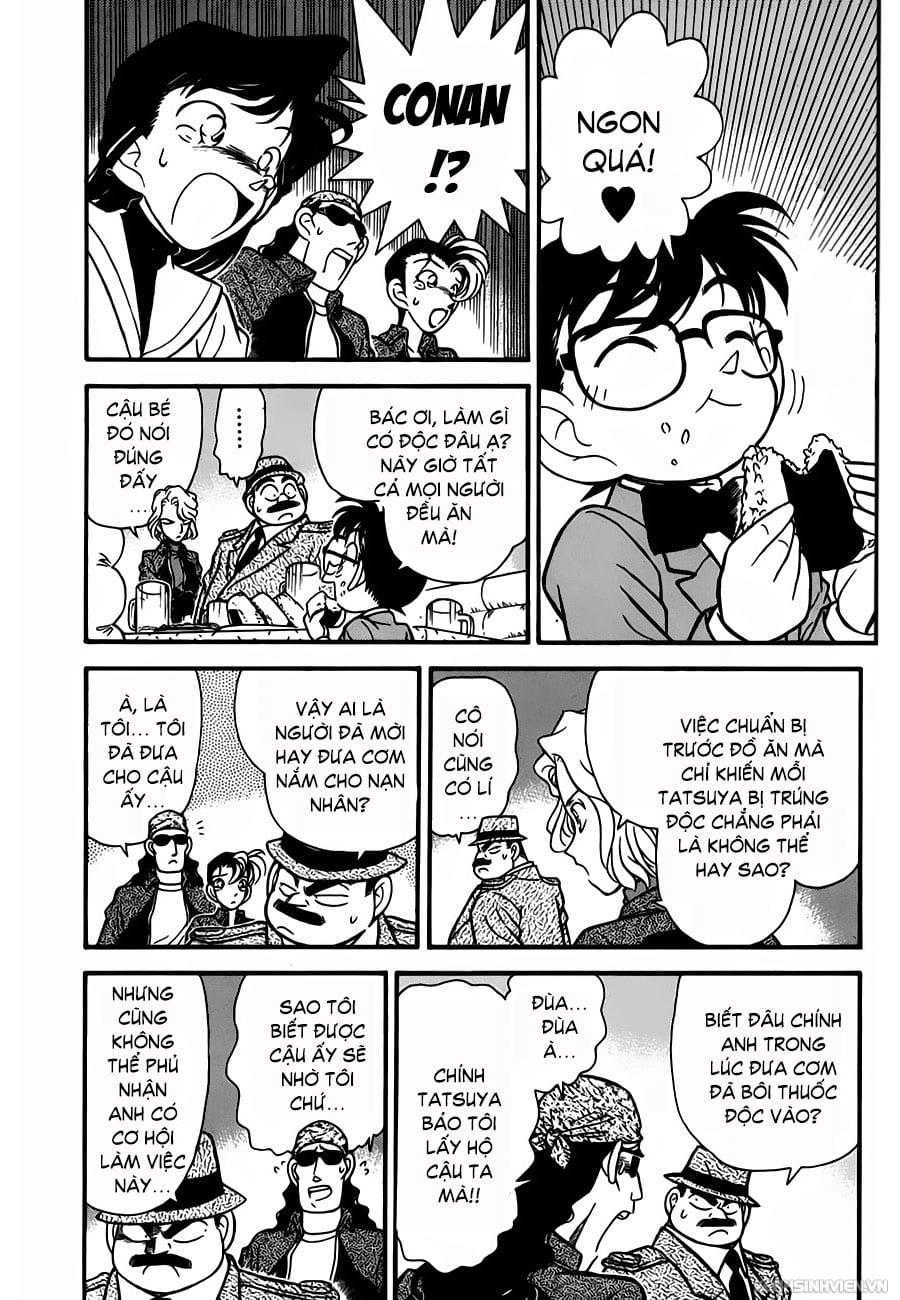 NGON
QUÁ!
♥
CONAN
!?
BÁC ƠI, LÀM GÌ
CÓ ĐỘC ĐÂU Ạ?
NÀY GIỜ TẤT
CẢ MỌI NGƯỜI
ĐỀU ĂN
MÀ!
......
CẬU BÉ
ĐÓ NÓI
ĐÚNG
ĐẤY
...
VIỆC CHUẨN BỊ
TRƯỚC ĐỒ ĂN MÀ
CHỈ KHIẾN MỖI
TATSUYA BỊ TRÚNG
ĐỘC CHẲNG PHẢI
LÀ KHÔNG THỂ
HAY SAO?
CÔ
NÓI
CŨNG
CÓ LÍ
...
VẬY AI LÀ
NGƯỜI ĐÃ MỜI
HAY ĐƯA CƠM
NẮM CHO NẠN
NHÂN?
À, LÀ
TÔI... TÔI
ĐÃ ĐƯA
CHO CẬU
ẤY...
BIẾT ĐÂU CHÍNH
ANH TRONG
LÚC ĐƯA CƠM
ĐÃ BÔI THUỐC
ĐỘC VÀO?
ĐÙA...
ĐÙA
À...
CHÍNH
TATSUYA
BẢO TÔI
LẤY HỘ
CẬU TA
MÀ!!
SAO TÔI
BIẾT ĐƯỢC
CẬU ẤY SẼ
NHỜ TÔI
CHỨ...
NHƯNG
CŨNG
KHÔNG
THỂ PHỦ
NHẬN
ANH CÓ
CƠ HỘI
LÀM VIỆC
NÀY...